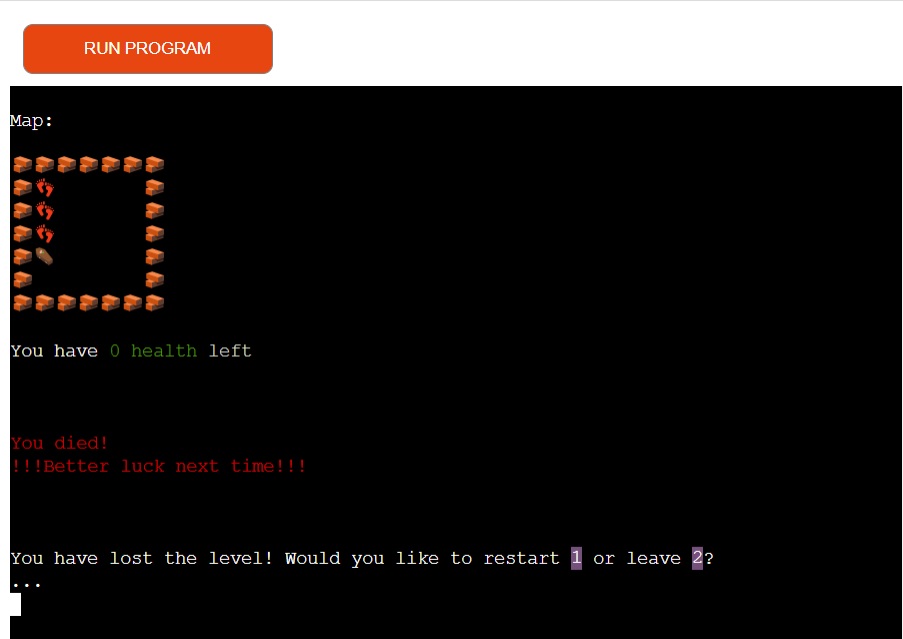 RUN PROGRAM
Map:
You have 0 health left
You died!
!!!Better luck next time!!!
You have lost the level! Would you like to restart 1 or leave 2?
...